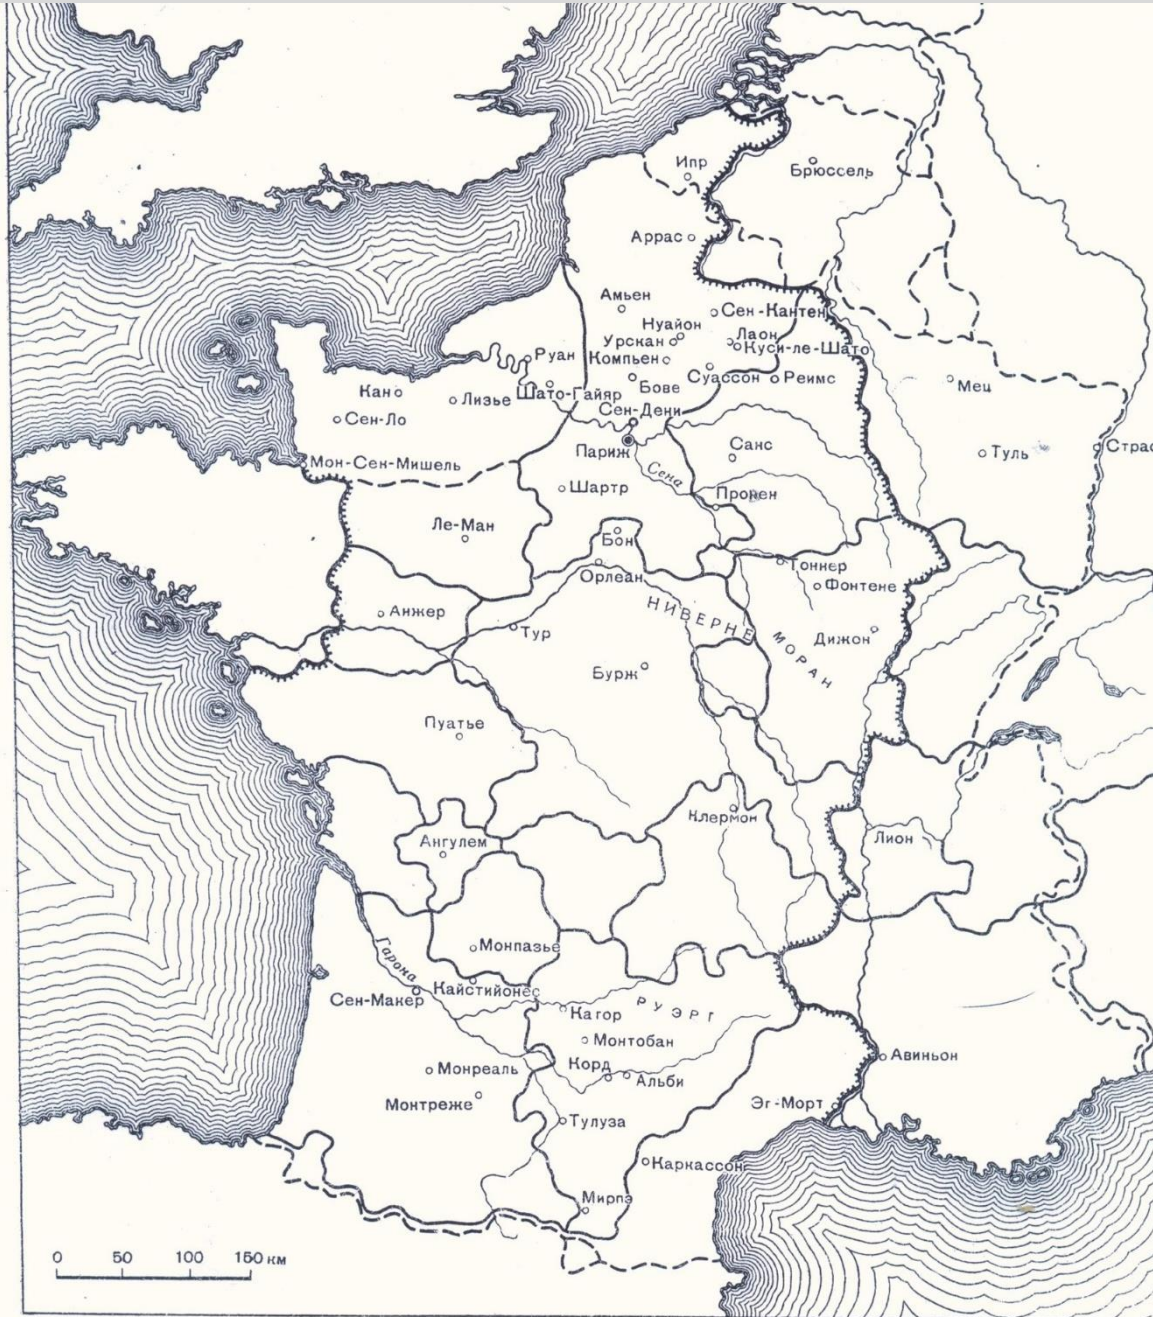 Ипр
Брюссель
Аррас
Амьен
Сен-Кантен
Нуайон
Лаон
Урскан
Куси-ле-Шато
Компьен
Руан
Суассон
Реимс
Мец
Кан
Шато-Гайяр
Бове
Лизье
Сен-Дени
Сен-Ло
Санс
Париж
Туль
Страс
Мон-Сен-Мишель
Сена
Шартр
Провен
Ле-Ман
Бон
Тоннер
Орлеан
Фонтене
НИВЕРНЕ
Анжер
Тур
Дижон
МОРАН
Бурж
Пуатье
Клермон
Ангулем
Лион
Гарона
Монпазье
Кайстийонес
Сен-Макер
РУЭРГ
Кагор
Монтобан
Авиньон
Монреаль
Корд
Альби
Монтреже
Эг-Морт
Тулуза
Каркассон
Мирпэ
0 50 100 150 км